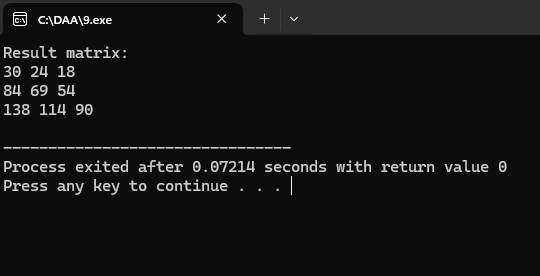 C:\DAA\9.exe
Result matrix:
30 24 18
84 69 54
138 114 90
--------------------------------
Process exited after 0.07214 seconds with return value 0
Press any key to continue . . .